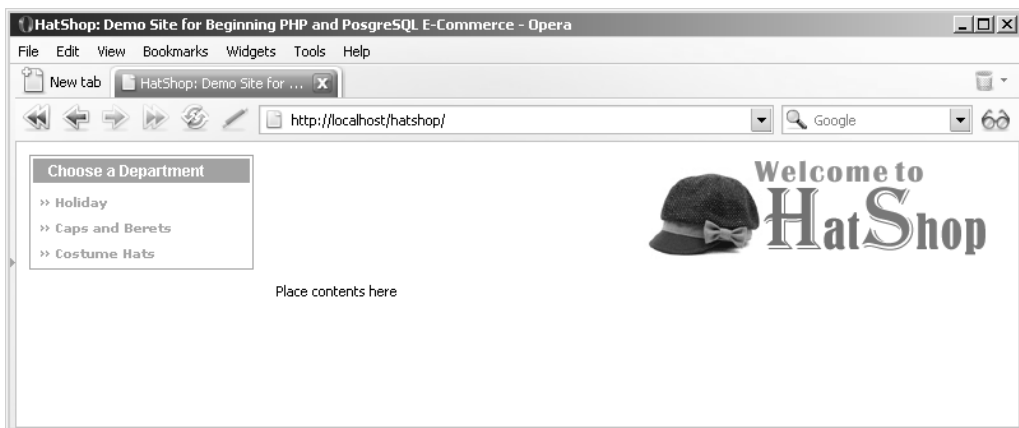 HatShop: Demo Site for Beginning PHP and PosgreSQL E-Commerce - Opera
File Edit View Bookmarks Widgets Tools Help
New tab HatShop: Demo Site for ...
http://localhost/hatshop/ Google
Choose a Department
» Holiday
» Caps and Berets
» Costume Hats
Welcome to
HatShop
Place contents here